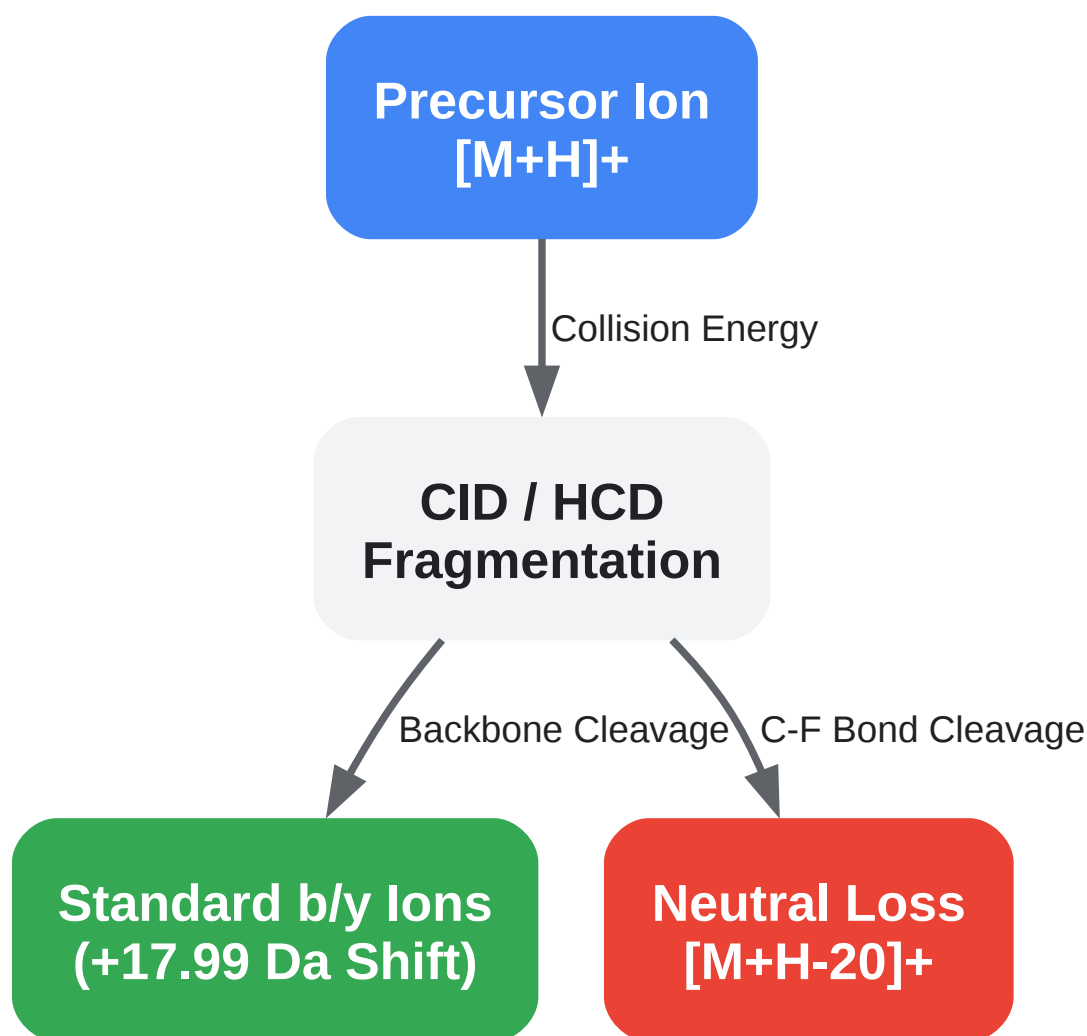 Precursor Ion
[M+H]+
Collision Energy
CID / HCD
Fragmentation
Backbone Cleavage
C-F Bond Cleavage
Standard b/y Ions
(+17.99 Da Shift)
Neutral Loss
[M+H-20]+